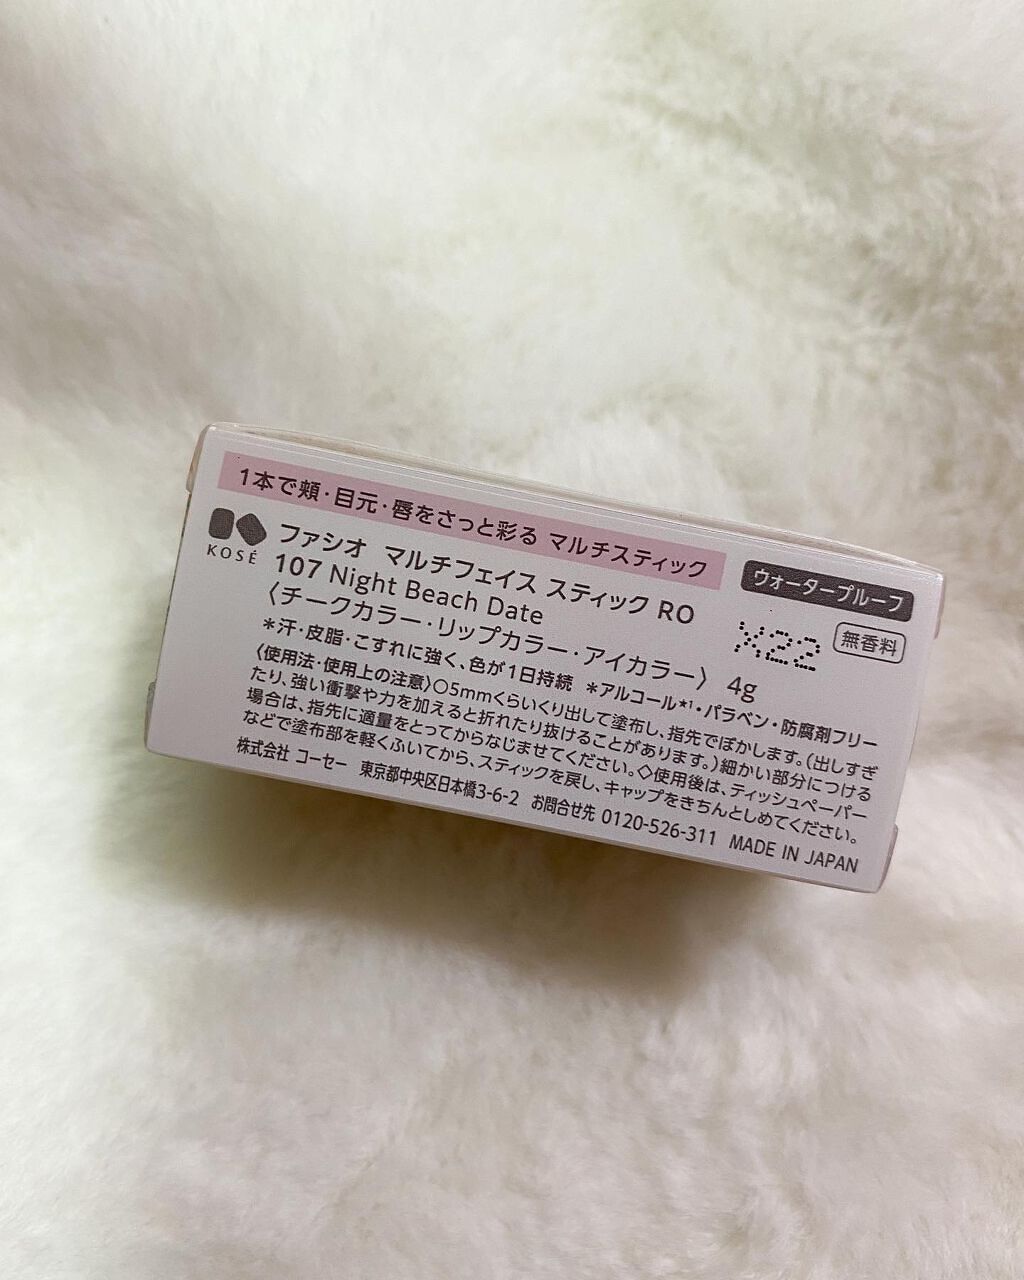 1本で頬・目元・唇をさっと彩る マルチスティック
KOSÉ
ファシオ マルチフェイス スティック RO
107 Night Beach Date
〈チークカラー・リップカラー・アイカラー〉 4g
ウォータープルーフ
X22
無香料
＊汗・皮脂・こすれに強く、色が1日持続 ＊アルコール*1・パラベン・防腐剤フリー
〈使用法・使用上の注意〉○5mmくらいくり出して塗布し、指先でぼかします。（出しすぎ
たり、強い衝撃や力を加えると折れたり抜けることがあります。）細かい部分につける
場合は、指先に適量をとってからなじませてください。◇使用後は、ティッシュペーパー
などで塗布部を軽くふいてから、スティックを戻し、キャップをきちんとしめてください。
株式会社 コーセー 東京都中央区日本橋3-6-2 お問合せ先 0120-526-311 MADE IN JAPAN